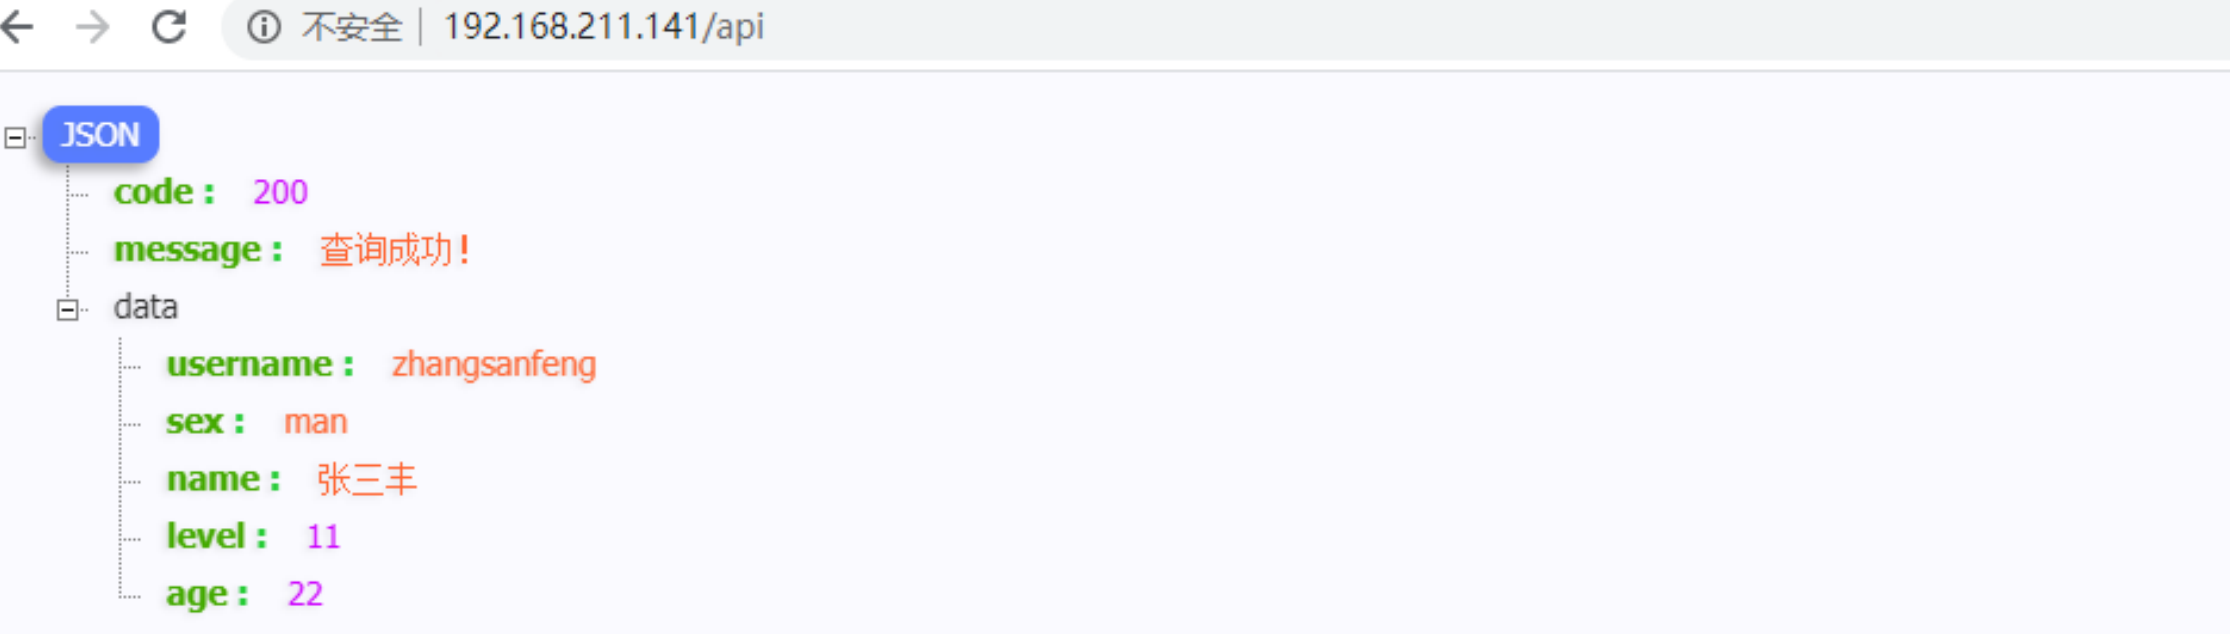 不安全 192.168.211.141/api
JSON
code : 200
message : 查询成功!
data
username : zhangsanfeng
sex : man
name : 张三丰
level : 11
age : 22